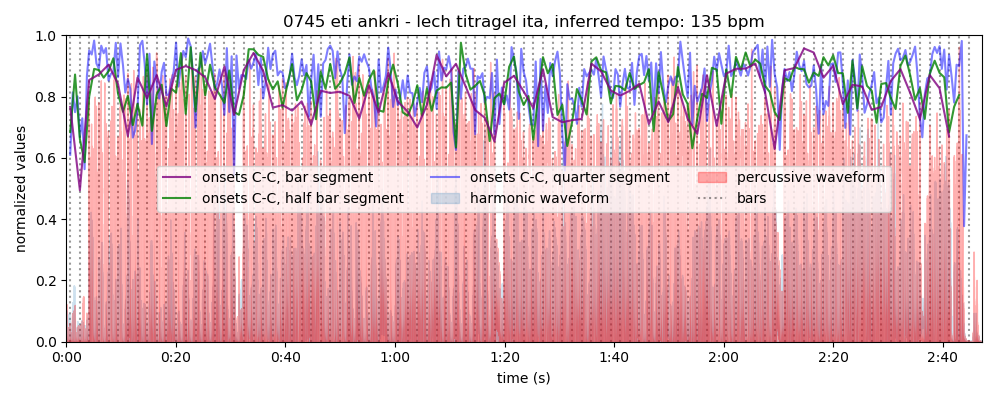 0745 eti ankri - lech titragel ita, inferred tempo: 135 bpm
normalized values
1.0
0.8
0.6
0.4
0.2
0.0
onsets C-C, bar segment
onsets C-C, half bar segment
onsets C-C, quarter segment
harmonic waveform
percussive waveform
bars
0:00 0:20 0:40 1:00 1:20 1:40 2:00 2:20 2:40
time (s)